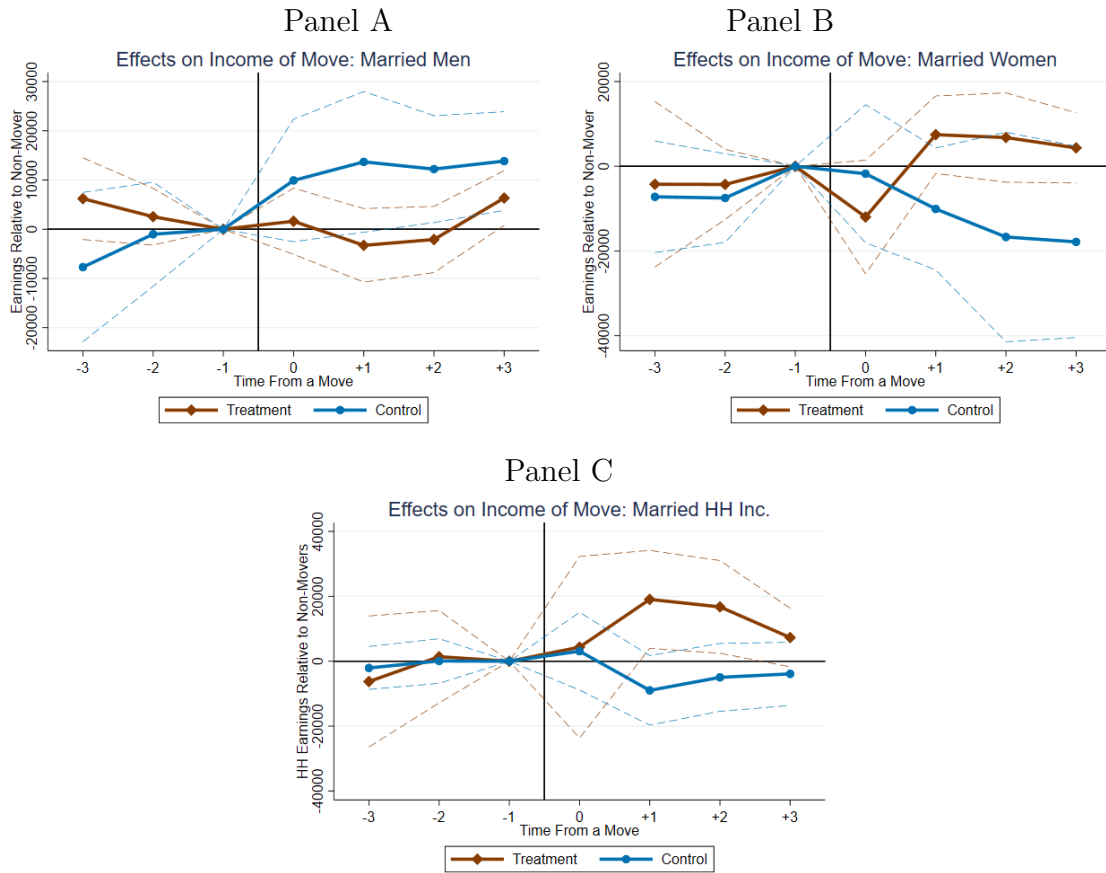 Panel A
Effects on Income of Move: Married Men
Earnings Relative to Non-Mover
30000
20000
10000
0
-10000
-20000
-3 -2 -1 0 +1 +2 +3
Time From a Move
Treatment Control
Panel B
Effects on Income of Move: Married Women
Earnings Relative to Non-Mover
20000
0
-20000
-40000
-3 -2 -1 0 +1 +2 +3
Time From a Move
Treatment Control
Panel C
Effects on Income of Move: Married HH Inc.
HH Earnings Relative to Non-Movers
40000
20000
0
-20000
-40000
-3 -2 -1 0 +1 +2 +3
Time From a Move
Treatment Control